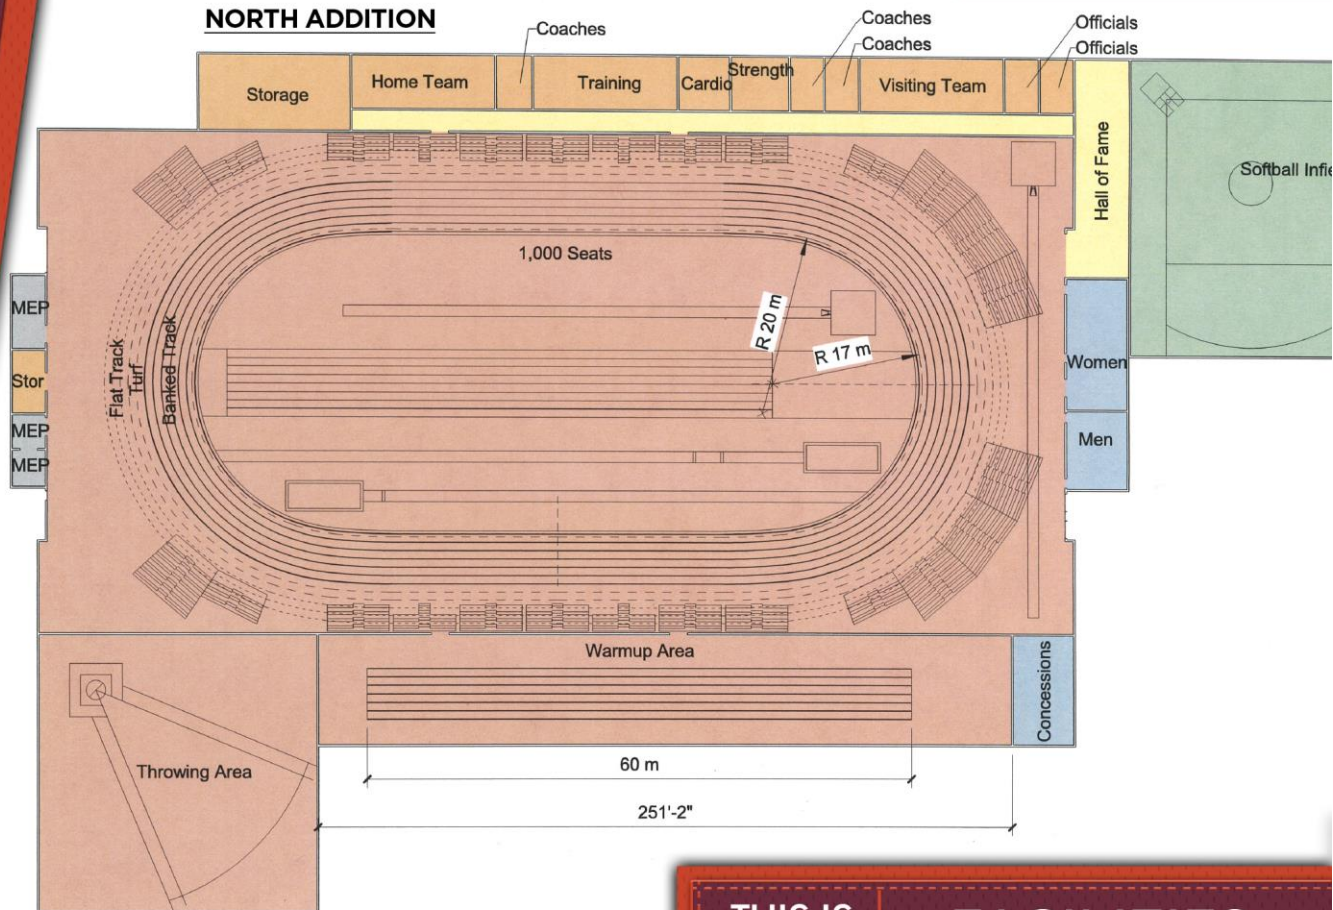 NORTH ADDITION
Coaches
Coaches
Coaches
Officials
Officials
Storage
Home Team
Training
Cardio
Strength
Visiting Team
Hall of Fame
Softball
1,000 Seats
R 20 m
R 17 m
MEP
Stor
MEP
MEP
Flat Track
Turf
Banked Track
Women
Men
Warmup Area
Concessions
Throwing Area
60 m
251'-2"
THIS IS